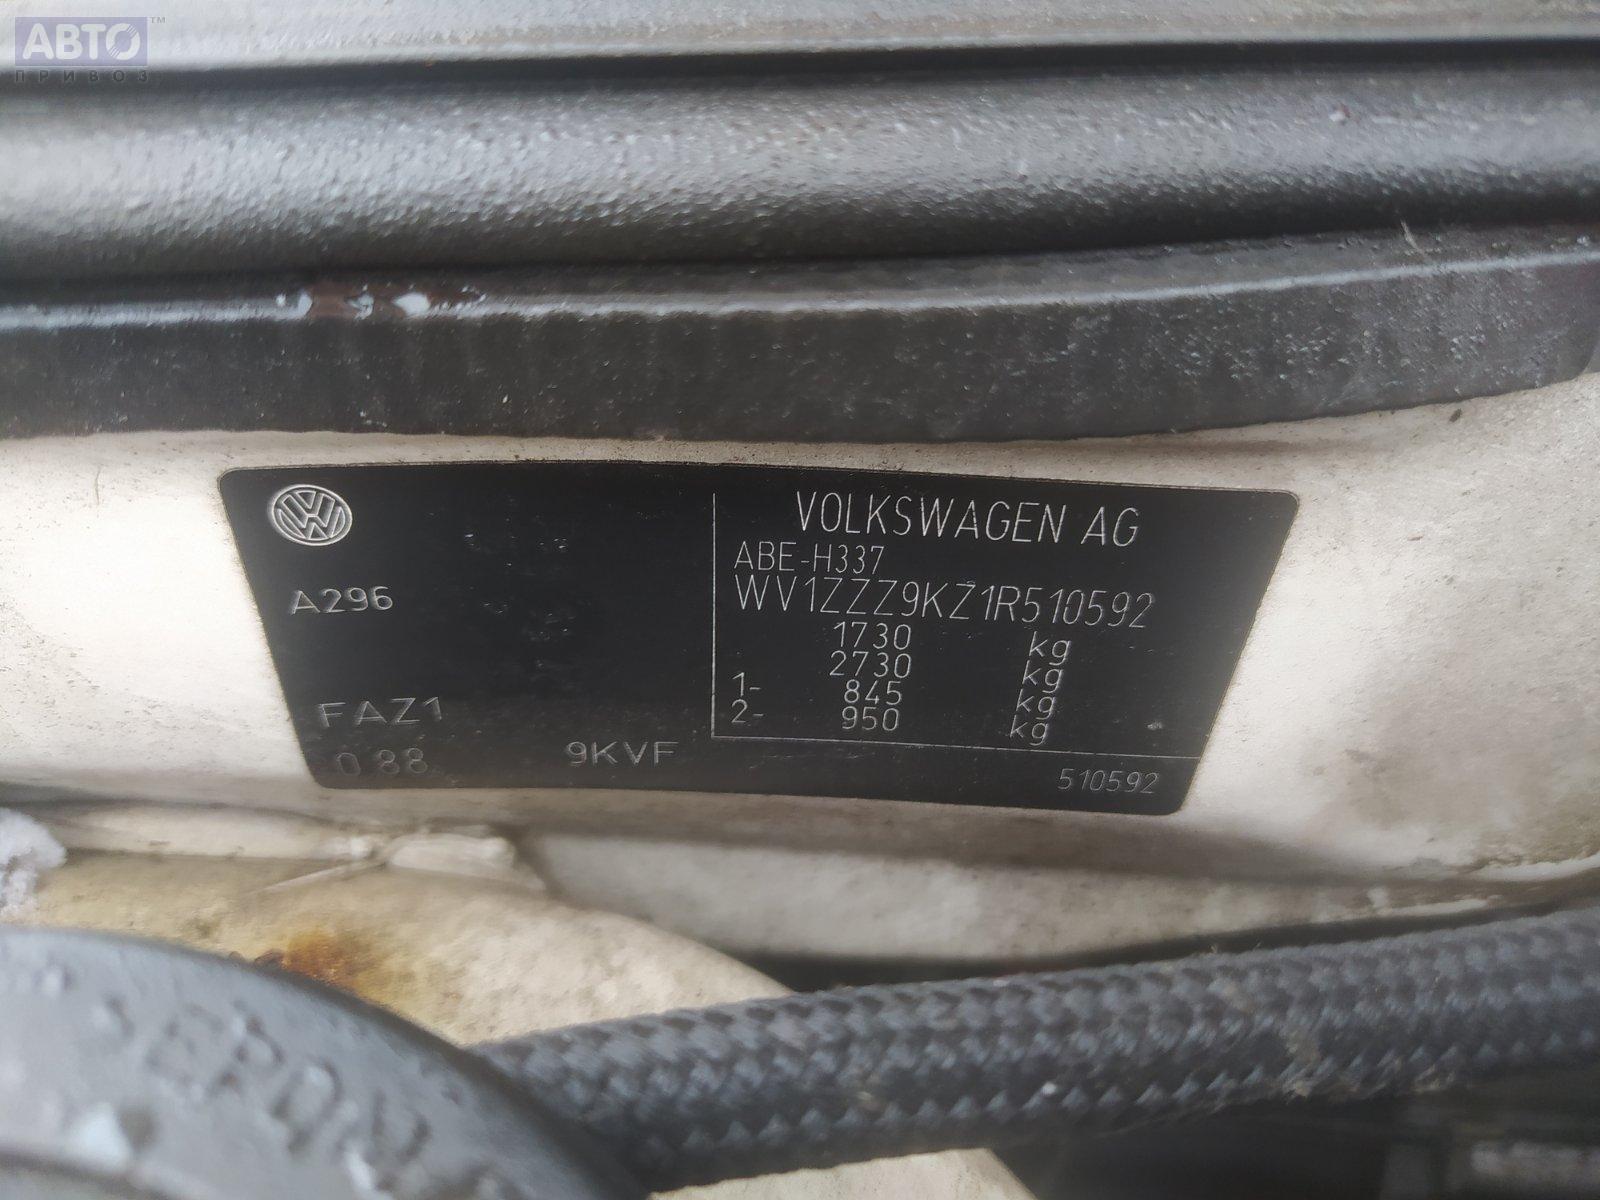 АВТО™
ПРИВОЗ
VOLKSWAGEN AG
ABE-H337
WV1ZZZ9KZ1R510592
A296
1730 kg
2730 kg
1- 845 kg
2- 950 kg
FAZ1
0.88
9KVF
510592